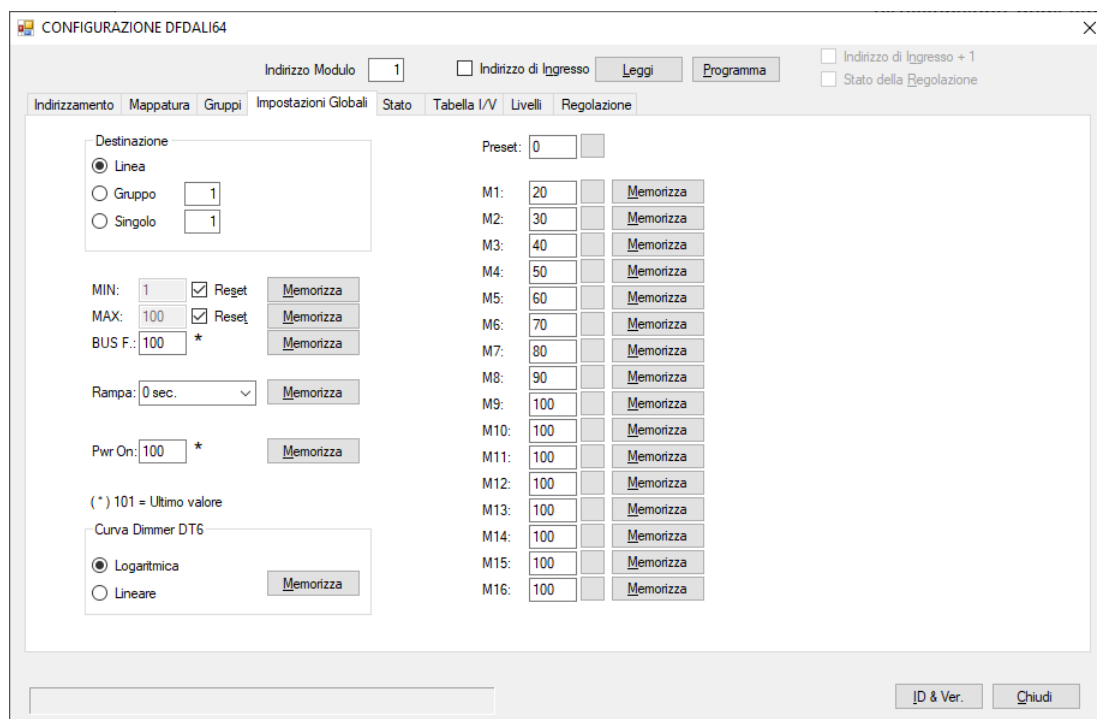 CONFIGURAZIONE DFDALI64
Indirizzo Modulo 1 Indirizzo di Ingresso Leggi Programma
Indirizzo di Ingresso + 1
Stato della Regolazione
Indirizzamento Mappatura Gruppi Impostazioni Globali Stato Tabella I/V Livelli Regolazione
Destinazione
Linea
Gruppo 1
Singolo 1
MIN: 1 Reset Memorizza
MAX: 100 Reset Memorizza
BUS F.: 100 * Memorizza
Rampa: 0 sec. Memorizza
Pwr On: 100 * Memorizza
( * ) 101 = Ultimo valore
Curva Dimmer DT6
Logaritmica
Lineare
Memorizza
Preset: 0
M1: 20 Memorizza
M2: 30 Memorizza
M3: 40 Memorizza
M4: 50 Memorizza
M5: 60 Memorizza
M6: 70 Memorizza
M7: 80 Memorizza
M8: 90 Memorizza
M9: 100 Memorizza
M10: 100 Memorizza
M11: 100 Memorizza
M12: 100 Memorizza
M13: 100 Memorizza
M14: 100 Memorizza
M15: 100 Memorizza
M16: 100 Memorizza
ID & Ver. Chiudi